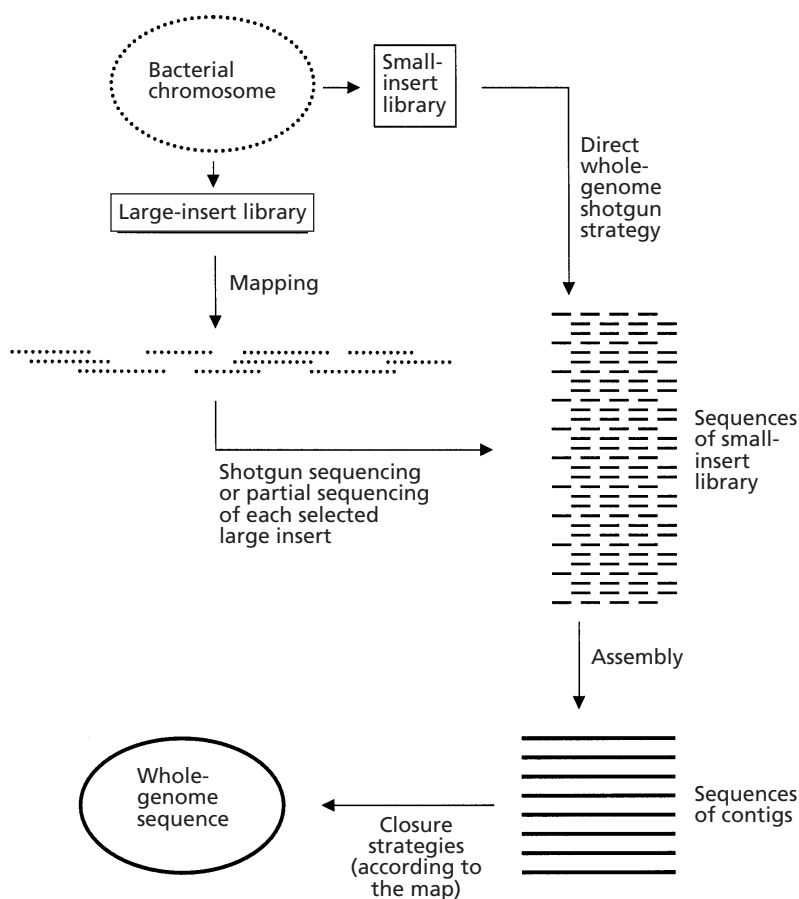 Bacterial
chromosome
Small-
insert
library
Direct
whole-
genome
shotgun
strategy
Large-insert library
Mapping
Shotgun sequencing
or partial sequencing
of each selected
large insert
Sequences
of small-
insert
library
Assembly
Whole-
genome
sequence
Closure
strategies
(according to
the map)
Sequences
of contigs